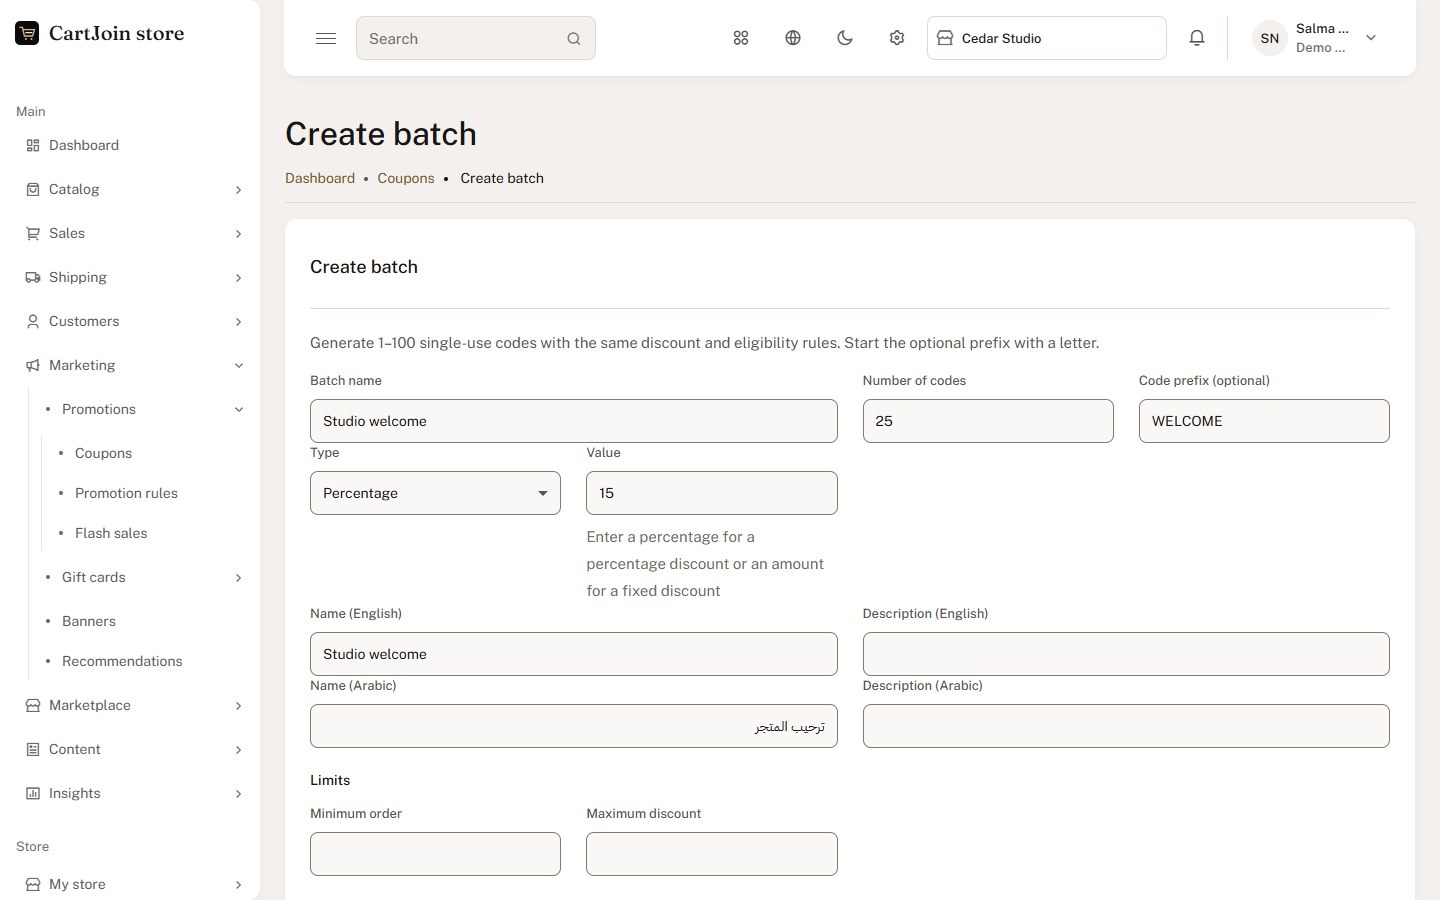 CartJoin store
Search
Cedar Studio
SN
Salma ...
Demo ...
Main
Dashboard
Catalog
Sales
Shipping
Customers
Marketing
Promotions
Coupons
Promotion rules
Flash sales
Gift cards
Banners
Recommendations
Marketplace
Content
Insights
Store
My store
Create batch
Dashboard • Coupons • Create batch
Create batch
Generate 1–100 single-use codes with the same discount and eligibility rules. Start the optional prefix with a letter.
Batch name
Studio welcome
Number of codes
25
Code prefix (optional)
WELCOME
Type
Percentage
Value
15
Enter a percentage for a
percentage discount or an amount
for a fixed discount
Name (English)
Studio welcome
Description (English)
Name (Arabic)
ترحيب المتجر
Description (Arabic)
Limits
Minimum order
Maximum discount